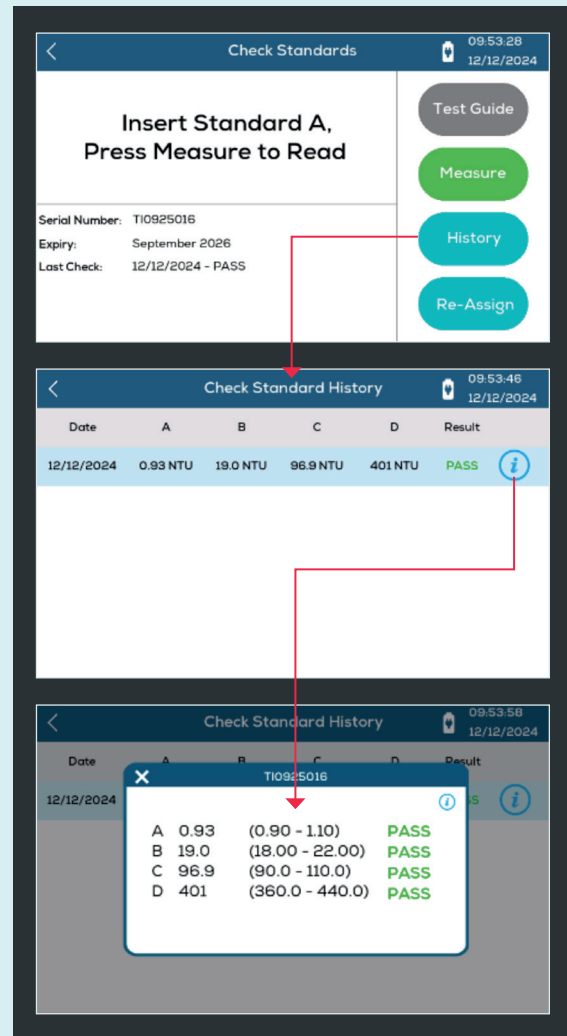 Check Standards
09:53:28
12/12/2024
Insert Standard A,
Press Measure to Read
Test Guide
Measure
History
Re-Assign
Serial Number: TI0925016
Expiry: September 2026
Last Check: 12/12/2024 - PASS
Check Standard History
09:53:46
12/12/2024
Date A B C D Result
12/12/2024 0.93 NTU 19.0 NTU 96.9 NTU 401 NTU PASS i
Check Standard History
09:53:58
12/12/2024
Date A B C D Result
12/12/2024 i
TI0925016
i
A 0.93 (0.90 - 1.10) PASS
B 19.0 (18.00 - 22.00) PASS
C 96.9 (90.0 - 110.0) PASS
D 401 (360.0 - 440.0) PASS